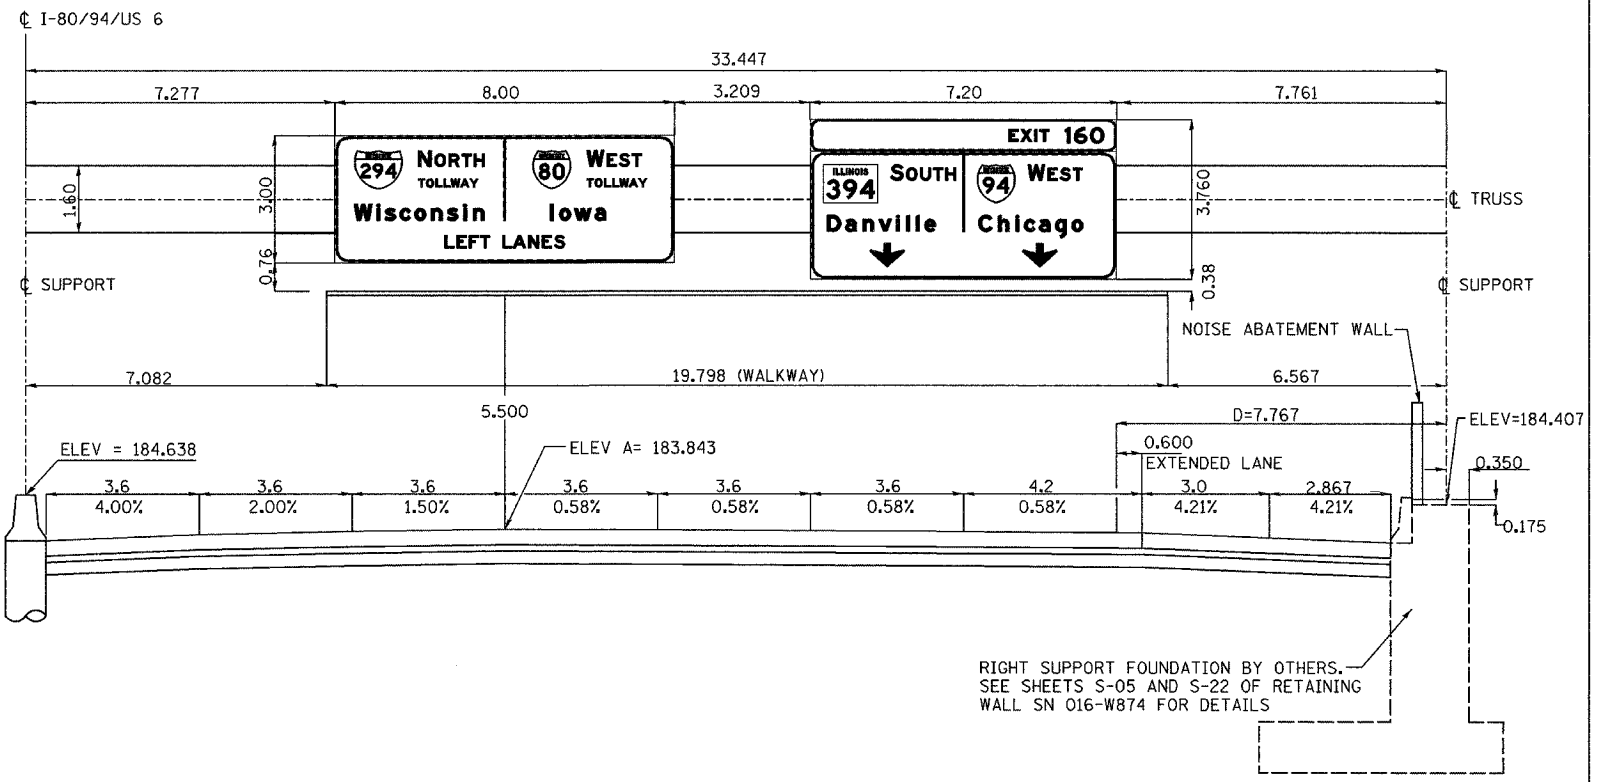 ℄ I-80/94/US 6
33.447
7.277 8.00 3.209 7.20 7.761
EXIT 160
294 NORTH TOLLWAY
80 WEST TOLLWAY
Wisconsin Iowa
LEFT LANES
ILLINOIS 394 SOUTH
94 WEST
Danville Chicago
1.60
3.00
0.76
3.760
0.38
℄ TRUSS
℄ SUPPORT
℄ SUPPORT
NOISE ABATEMENT WALL
7.082 19.798 (WALKWAY) 6.567
5.500
D=7.767
ELEV=184.407
ELEV = 184.638
ELEV A= 183.843
0.600
EXTENDED LANE
0.350
3.6 3.6 3.6 3.6 3.6 3.6 4.2 3.0 2.867
4.00% 2.00% 1.50% 0.58% 0.58% 0.58% 0.58% 4.21% 4.21%
0.175
RIGHT SUPPORT FOUNDATION BY OTHERS.
SEE SHEETS S-05 AND S-22 OF RETAINING
WALL SN 016-W874 FOR DETAILS